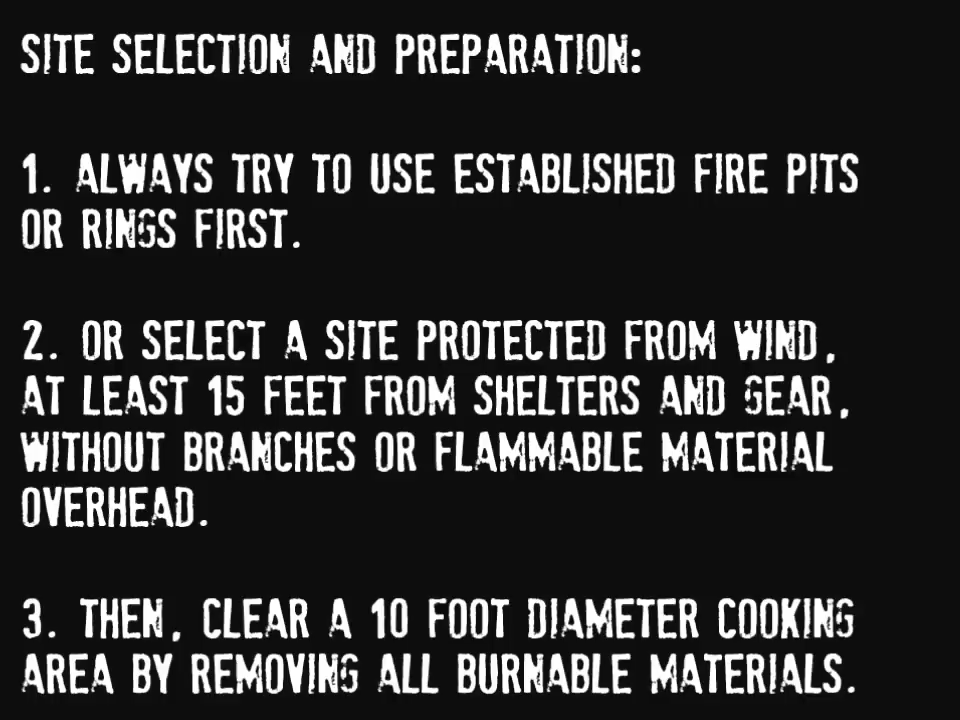 SITE SELECTION AND PREPARATION:
1. ALWAYS TRY TO USE ESTABLISHED FIRE PITS
OR RINGS FIRST.
2. OR SELECT A SITE PROTECTED FROM WIND,
AT LEAST 15 FEET FROM SHELTERS AND GEAR,
WITHOUT BRANCHES OR FLAMMABLE MATERIAL
OVERHEAD.
3. THEN, CLEAR A 10 FOOT DIAMETER COOKING
AREA BY REMOVING ALL BURNABLE MATERIALS.